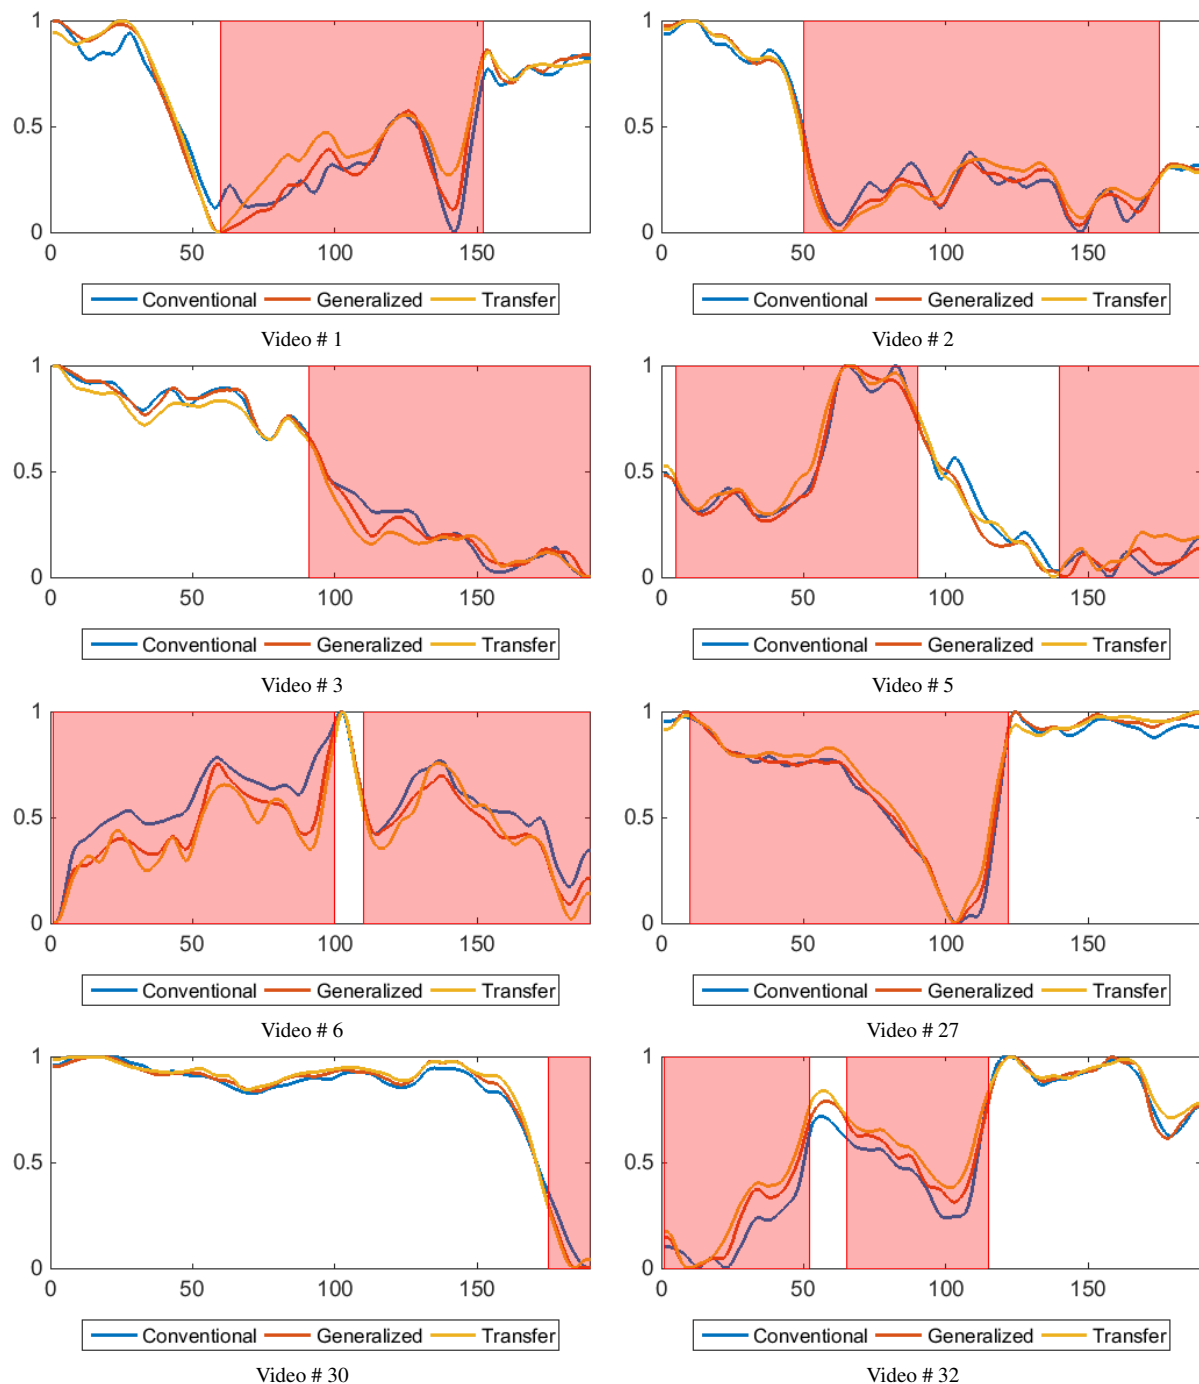 1
0.5
0
0 50 100 150
Conventional Generalized Transfer
Video # 1
1
0.5
0
0 50 100 150
Conventional Generalized Transfer
Video # 2
1
0.5
0
0 50 100 150
Conventional Generalized Transfer
Video # 3
1
0.5
0
0 50 100 150
Conventional Generalized Transfer
Video # 5
1
0.5
0
0 50 100 150
Conventional Generalized Transfer
Video # 6
1
0.5
0
0 50 100 150
Conventional Generalized Transfer
Video # 27
1
0.5
0
0 50 100 150
Conventional Generalized Transfer
Video # 30
1
0.5
0
0 50 100 150
Conventional Generalized Transfer
Video # 32